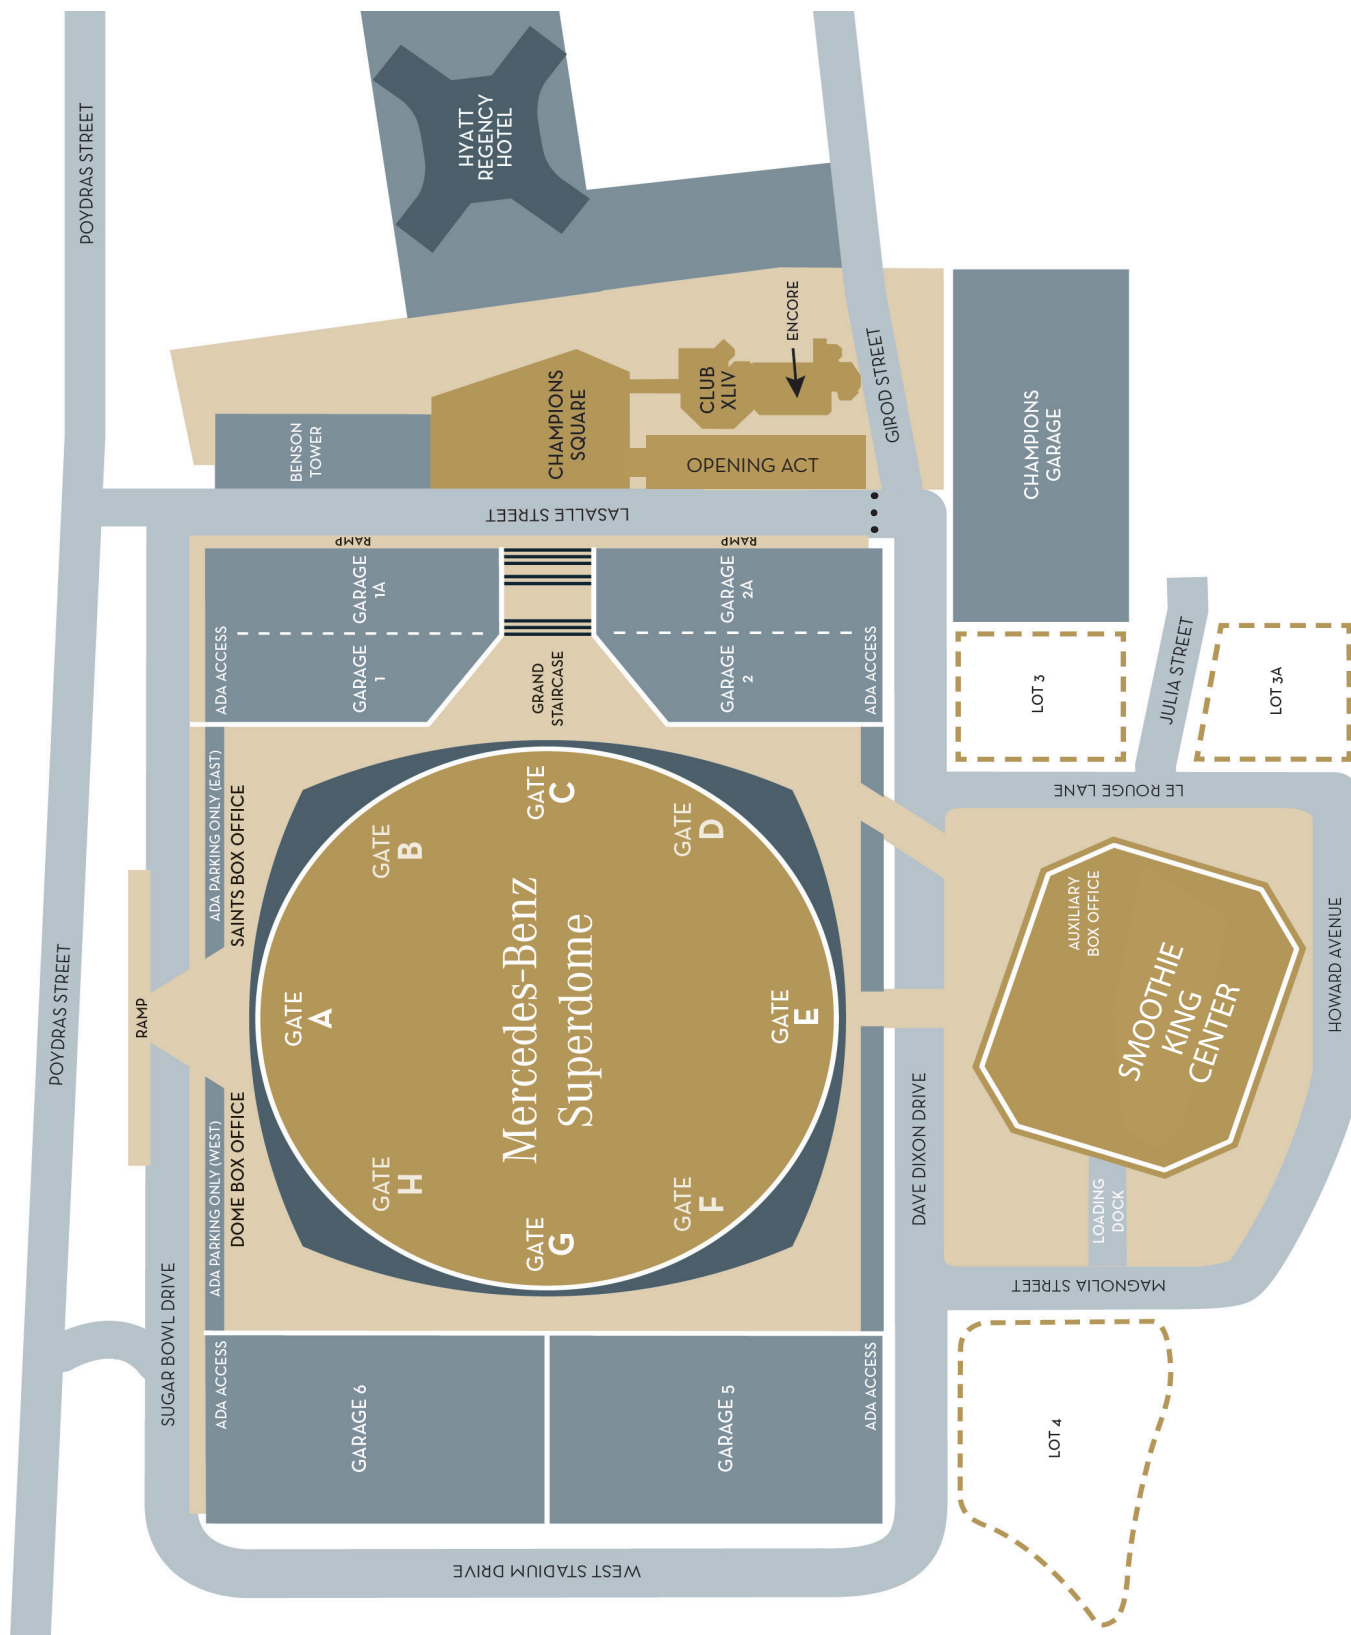 POYDRAS STREET
HYATT
REGENCY
HOTEL
ENCORE
GIROD STREET
CLUB
XLIV
CHAMPIONS
SQUARE
BENSON
TOWER
OPENING ACT
CHAMPIONS
GARAGE
LASALLE STREET
RAMP
RAMP
GARAGE
1A
GARAGE
2A
ADA ACCESS
GARAGE
1
GRAND
STAIRCASE
GARAGE
2
ADA ACCESS
LOT 3
JULIA STREET
LOT 3A
LE ROUGE LANE
ADA PARKING ONLY (EAST)
SAINTS BOX OFFICE
GATE
B
GATE
C
GATE
D
POYDRAS STREET
RAMP
GATE
A
Mercedes-Benz
Superdome
GATE
E
AUXILIARY
BOX OFFICE
SMOOTHIE
KING
CENTER
HOWARD AVENUE
ADA PARKING ONLY (WEST)
DOME BOX OFFICE
GATE
H
GATE
G
GATE
F
DAVE DIXON DRIVE
LOADING
DOCK
MAGNOLIA STREET
SUGAR BOWL DRIVE
ADA ACCESS
GARAGE 6
GARAGE 5
ADA ACCESS
LOT 4
WEST STADIUM DRIVE